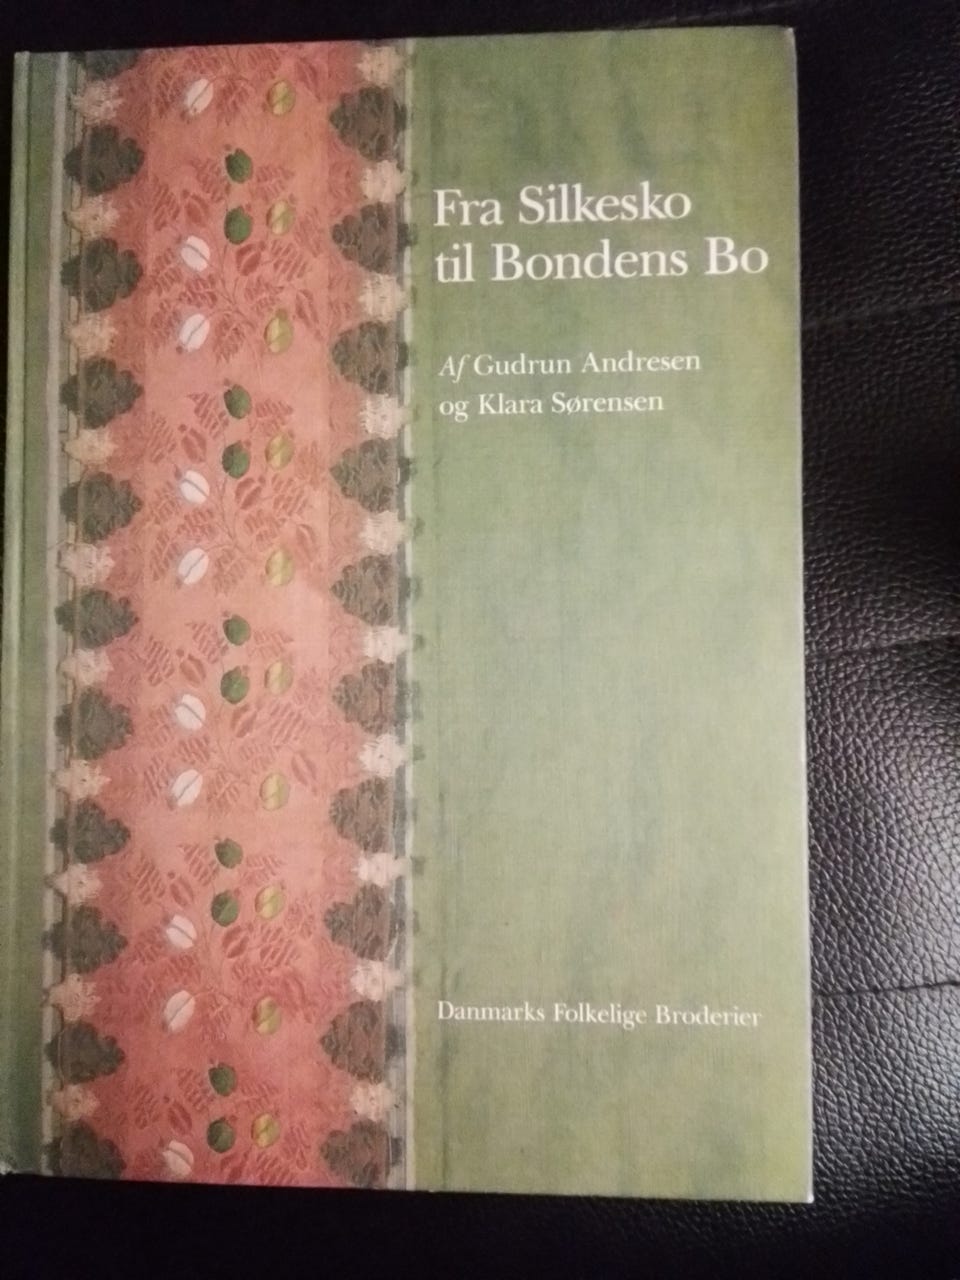 Fra Silkesko
til Bondens Bo
Af Gudrun Andresen
og Klara Sørensen
Danmarks Folkelige Broderier